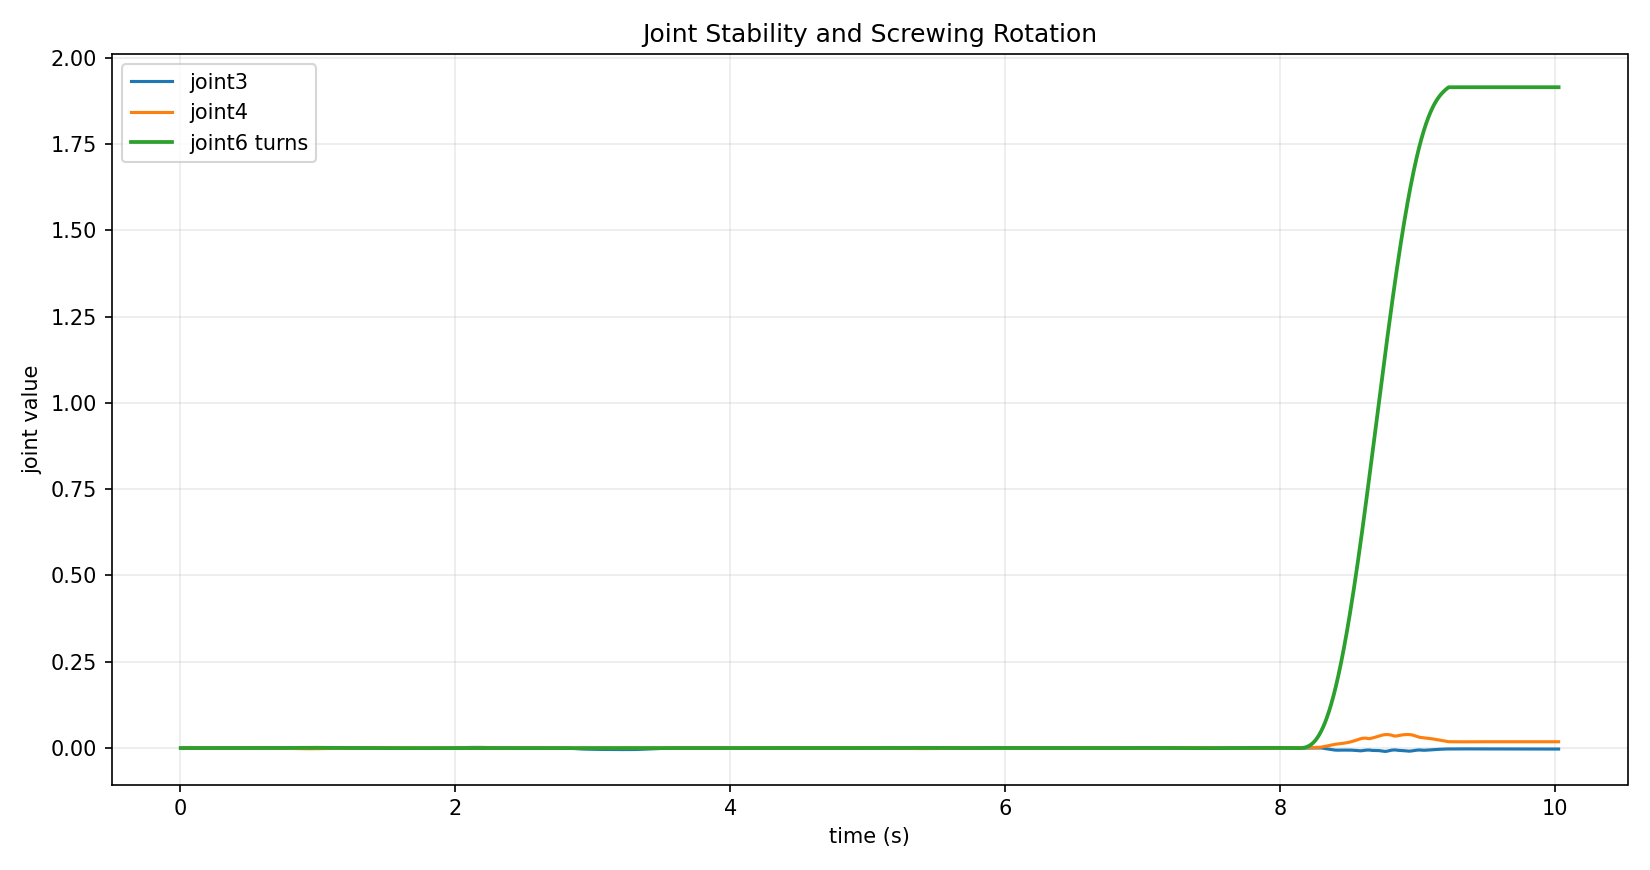 Joint Stability and Screwing Rotation
joint3
joint4
joint6 turns
2.00
1.75
1.50
1.25
1.00
0.75
0.50
0.25
0.00
joint value
0 2 4 6 8 10
time (s)